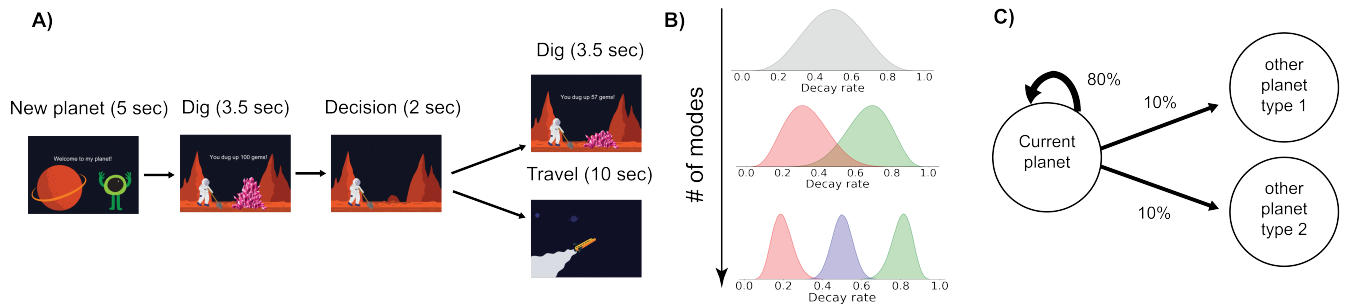 A)
New planet (5 sec)
Welcome to my planet!
Dig (3.5 sec)
You dug up 100 gems!
Decision (2 sec)
Dig (3.5 sec)
You dug up 57 gems!
Travel (10 sec)
B)
# of modes
0.0 0.2 0.4 0.6 0.8 1.0
Decay rate
0.0 0.2 0.4 0.6 0.8 1.0
Decay rate
0.0 0.2 0.4 0.6 0.8 1.0
Decay rate
C)
80%
Current
planet
10%
other
planet
type 1
10%
other
planet
type 2